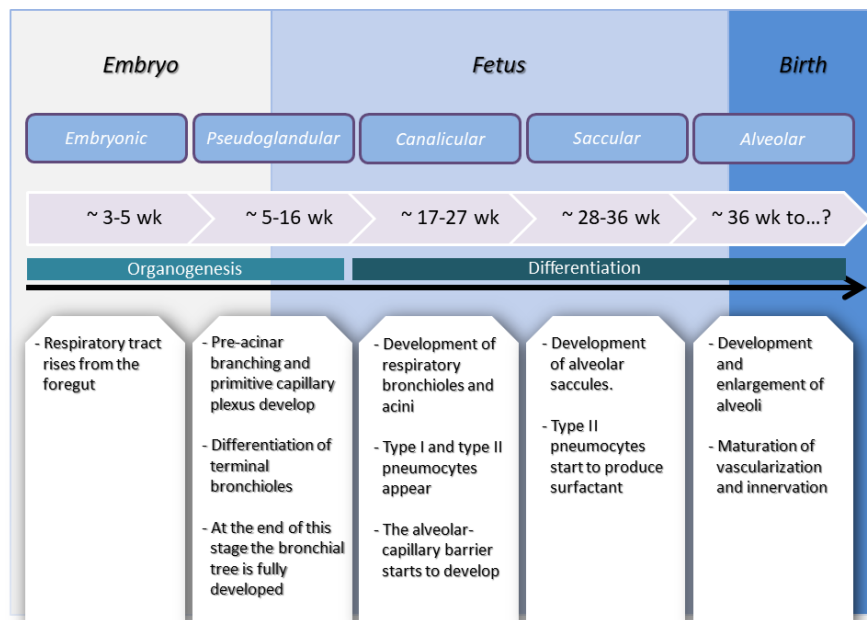 Embryo
Fetus
Birth
Embryonic
Pseudoglandular
Canalicular
Saccular
Alveolar
~ 3-5 wk
~ 5-16 wk
~ 17-27 wk
~ 28-36 wk
~ 36 wk to...?
Organogenesis
Differentiation
- Respiratory tract
rises from the
foregut
- Pre-acinar
branching and
primitive capillary
plexus develop
- Differentiation of
terminal
bronchioles
- At the end of this
stage the bronchial
tree is fully
developed
- Development of
respiratory
bronchioles and
acini
- Type I and type II
pneumocytes
appear
- The alveolar-
capillary barrier
starts to develop
- Development
of alveolar
saccules.
- Type II
pneumocytes
start to produce
surfactant
- Development
and
enlargement of
alveoli
- Maturation of
vascularization
and innervation